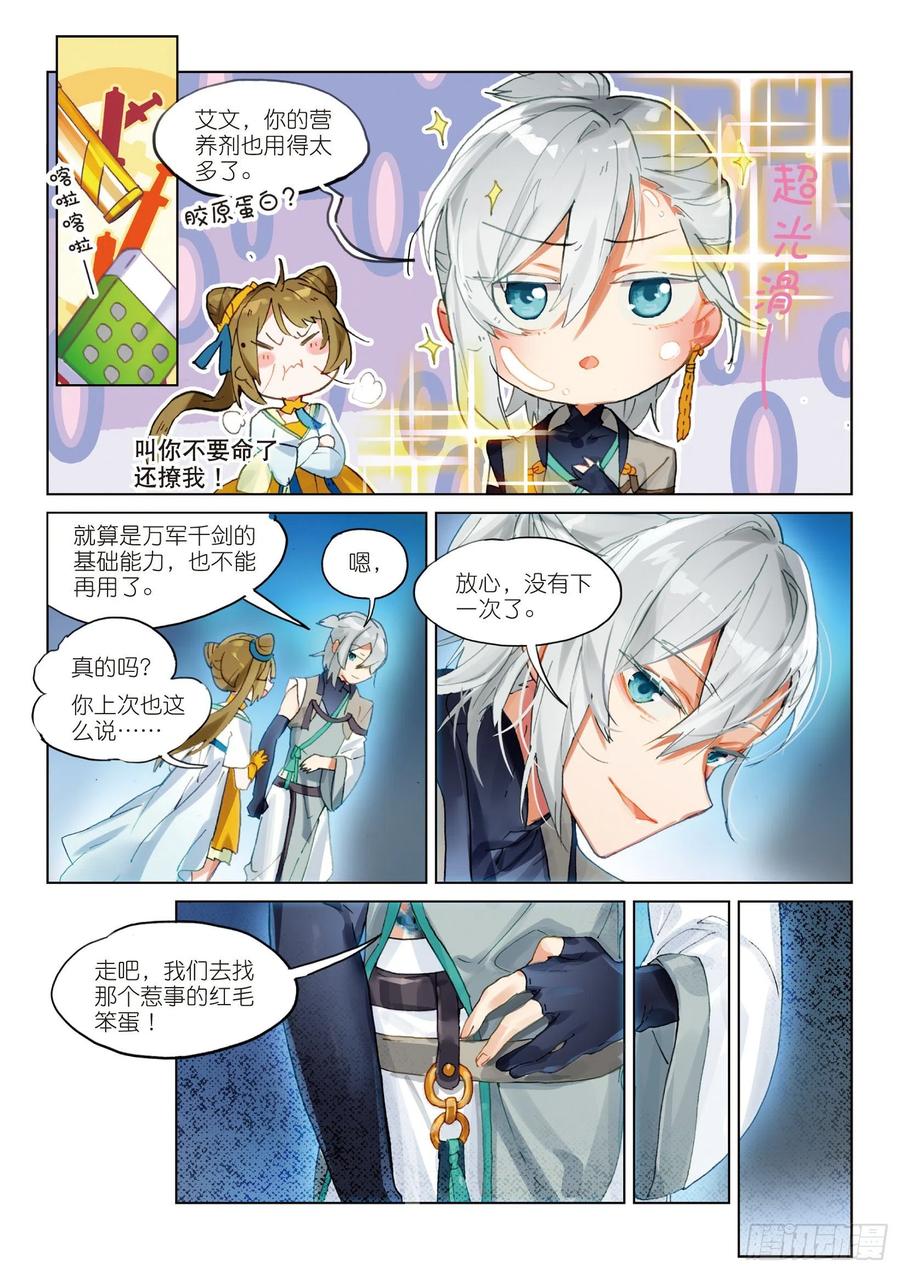 艾文，你的营
养剂也用得太
多了。
胶原蛋白？
喀啦喀啦——
超光滑——
叫你不要命了
还撩我！
就算是万军千剑的
基础能力，也不能
再用了。
嗯，
真的吗？
你上次也这
么说……
放心，没有下
一次了。
走吧，我们去找
那个惹事的红毛
笨蛋！
腾讯动漫